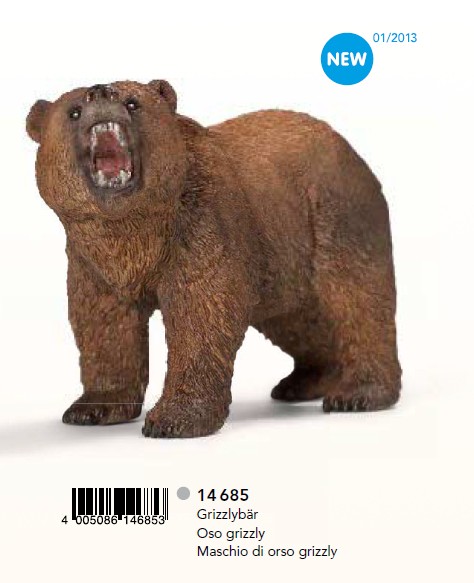 NEW
01/2013
14 685
Grizzlybär
Oso grizzly
Maschio di orso grizzly
4 005086 146853